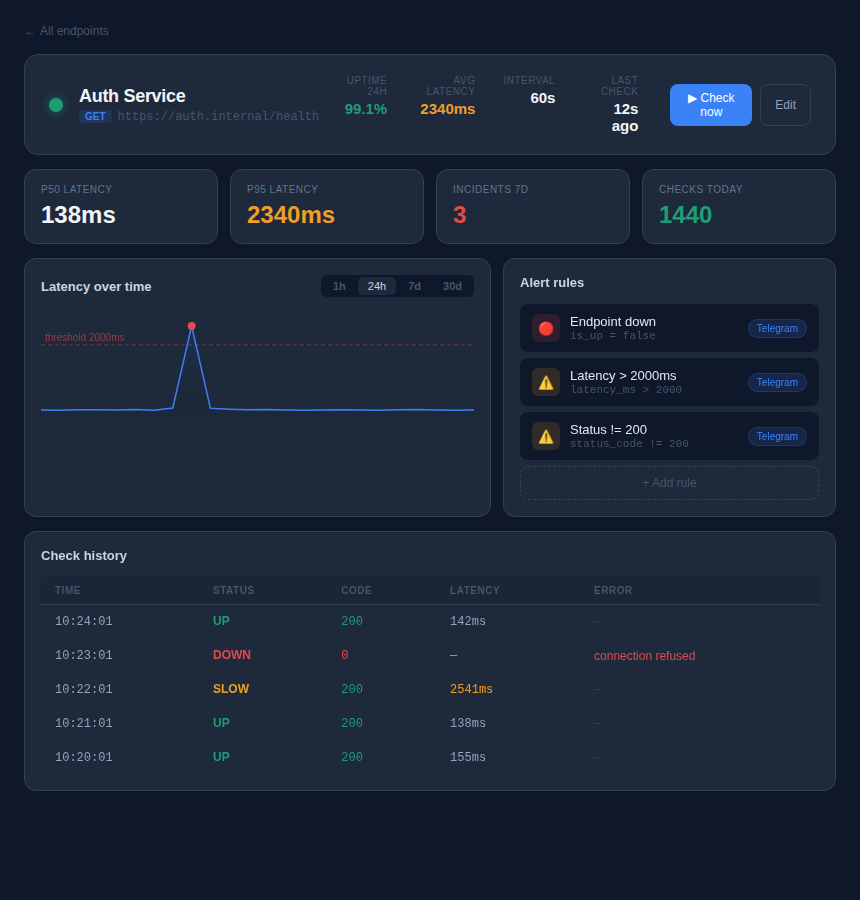 ← All endpoints
Auth Service
GET https://auth.internal/health
UPTIME
24H
99.1%
AVG
LATENCY
2340ms
INTERVAL
60s
LAST
CHECK
12s
ago
▶ Check
now
Edit
P50 LATENCY
138ms
P95 LATENCY
2340ms
INCIDENTS 7D
3
CHECKS TODAY
1440
Latency over time
1h 24h 7d 30d
threshold 2000ms
Alert rules
Endpoint down
is_up = false
Telegram
Latency > 2000ms
latency_ms > 2000
Telegram
Status != 200
status_code != 200
Telegram
+ Add rule
Check history
TIME STATUS CODE LATENCY ERROR
10:24:01 UP 200 142ms —
10:23:01 DOWN 0 — connection refused
10:22:01 SLOW 200 2541ms —
10:21:01 UP 200 138ms —
10:20:01 UP 200 155ms —